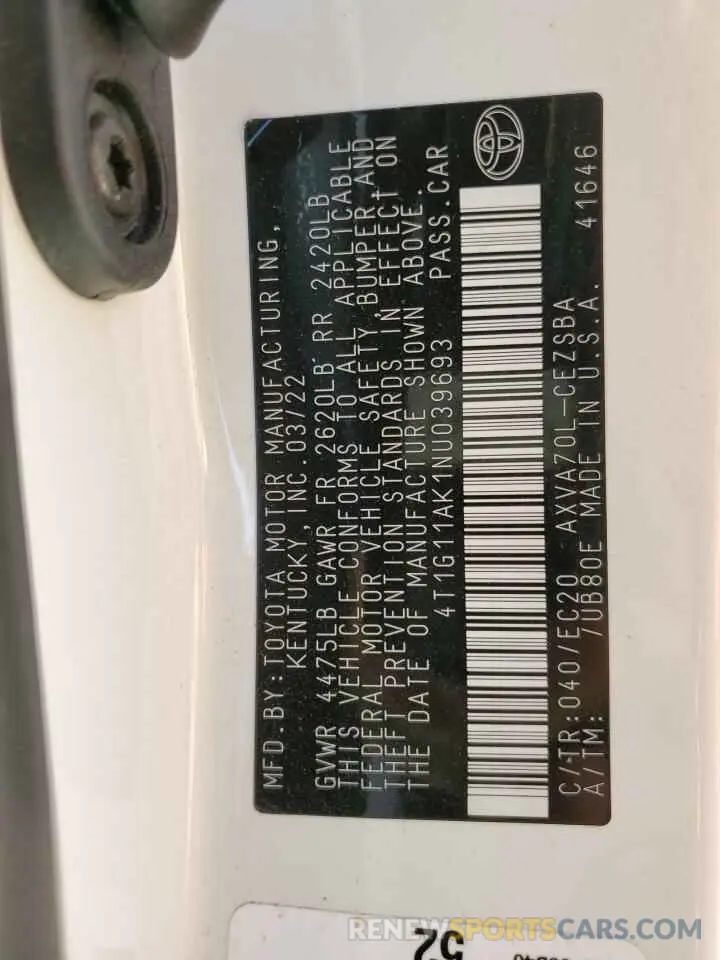 MFD.BY:TOYOTA MOTOR MANUFACTURING,
KENTUCKY, INC.03/22
GVWR 4475LB GAWR FR 2620LB RR 2420LB
THIS VEHICLE CONFORMS TO ALL APPLICABLE
FEDERAL MOTOR VEHICLE SAFETY, BUMPER, AND
THEFT PREVENTION STANDARDS IN EFFECT ON
THE DATE OF MANUFACTURE SHOWN ABOVE.
4T1G11AK1NU039693 PASS.CAR
C/TR:040/EC20 AXVA70L-CEZSBA
A/TM: /UB80E MADE IN U.S.A. 41646
52
RENEWSPORTSCARS.COM